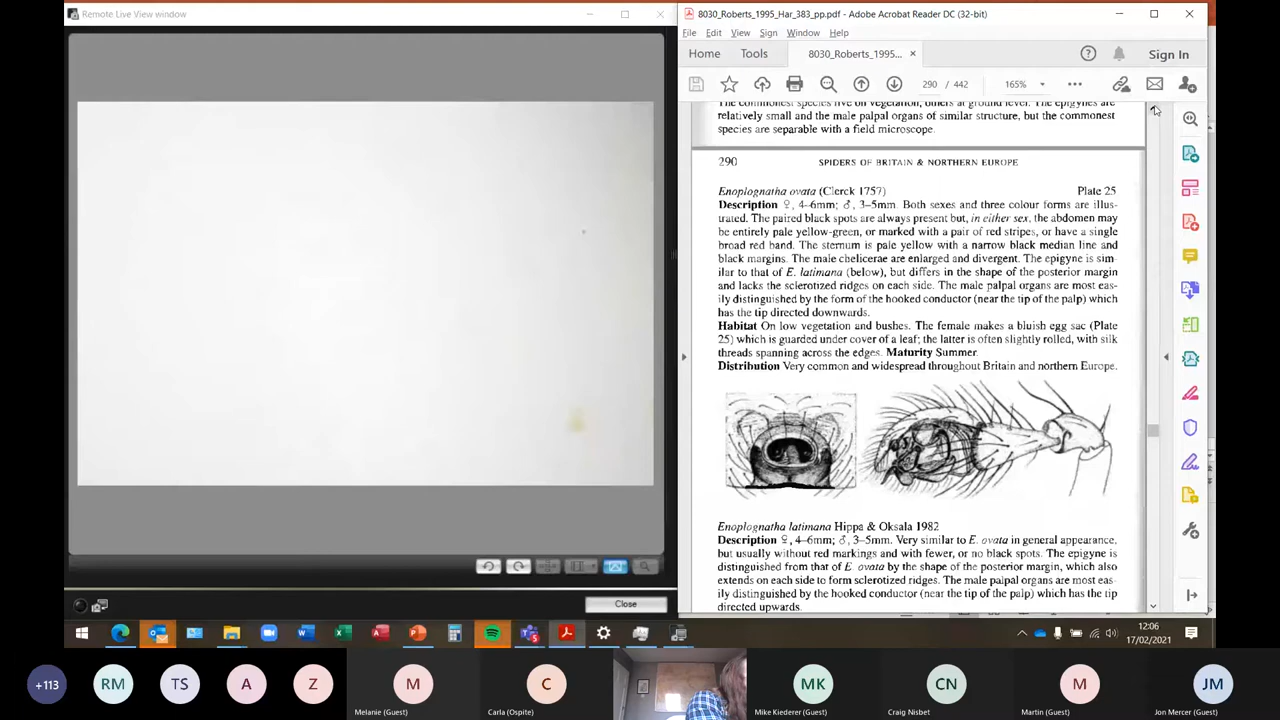 Remote Live View window
8030_Roberts_1995_Har_383_pp.pdf - Adobe Acrobat Reader DC (32-bit)
File Edit View Sign Window Help
Home Tools 8030_Roberts_1995... × Sign In
290 / 442 165%
The commonest species live on vegetation, others at ground level. The epigynes are
relatively small and the male palpal organs of similar structure, but the commonest
species are separable with a field microscope.
290 SPIDERS OF BRITAIN & NORTHERN EUROPE
Enoplognatha ovata (Clerck 1757) Plate 25
Description ♀, 4–6mm; ♂, 3–5mm. Both sexes and three colour forms are illus-
trated. The paired black spots are always present but, in either sex, the abdomen may
be entirely pale yellow-green, or marked with a pair of red stripes, or have a single
broad red band. The sternum is pale yellow with a narrow black median line and
black margins. The male chelicerae are enlarged and divergent. The epigyne is sim-
ilar to that of E. latimana (below), but differs in the shape of the posterior margin
and lacks the sclerotized ridges on each side. The male palpal organs are most eas-
ily distinguished by the form of the hooked conductor (near the tip of the palp) which
has the tip directed downwards.
Habitat On low vegetation and bushes. The female makes a bluish egg sac (Plate
25) which is guarded under cover of a leaf; the latter is often slightly rolled, with silk
threads spanning across the edges. Maturity Summer.
Distribution Very common and widespread throughout Britain and northern Europe.
Enoplognatha latimana Hippa & Oksala 1982
Description ♀, 4–6mm; ♂, 3–5mm. Very similar to E. ovata in general appearance,
but usually without red markings and with fewer, or no black spots. The epigyne is
distinguished from that of E. ovata by the shape of the posterior margin, which also
extends on each side to form sclerotized ridges. The male palpal organs are most eas-
ily distinguished by the hooked conductor (near the tip of the palp) which has the tip
directed upwards.
Close
12:06
17/02/2021
+113 RM TS A Z M C MK CN M JM
Melanie (Guest) Carla (Ospite) Mike Kiederer (Guest) Craig Nisbet Martin (Guest) Jon Mercer (Guest)